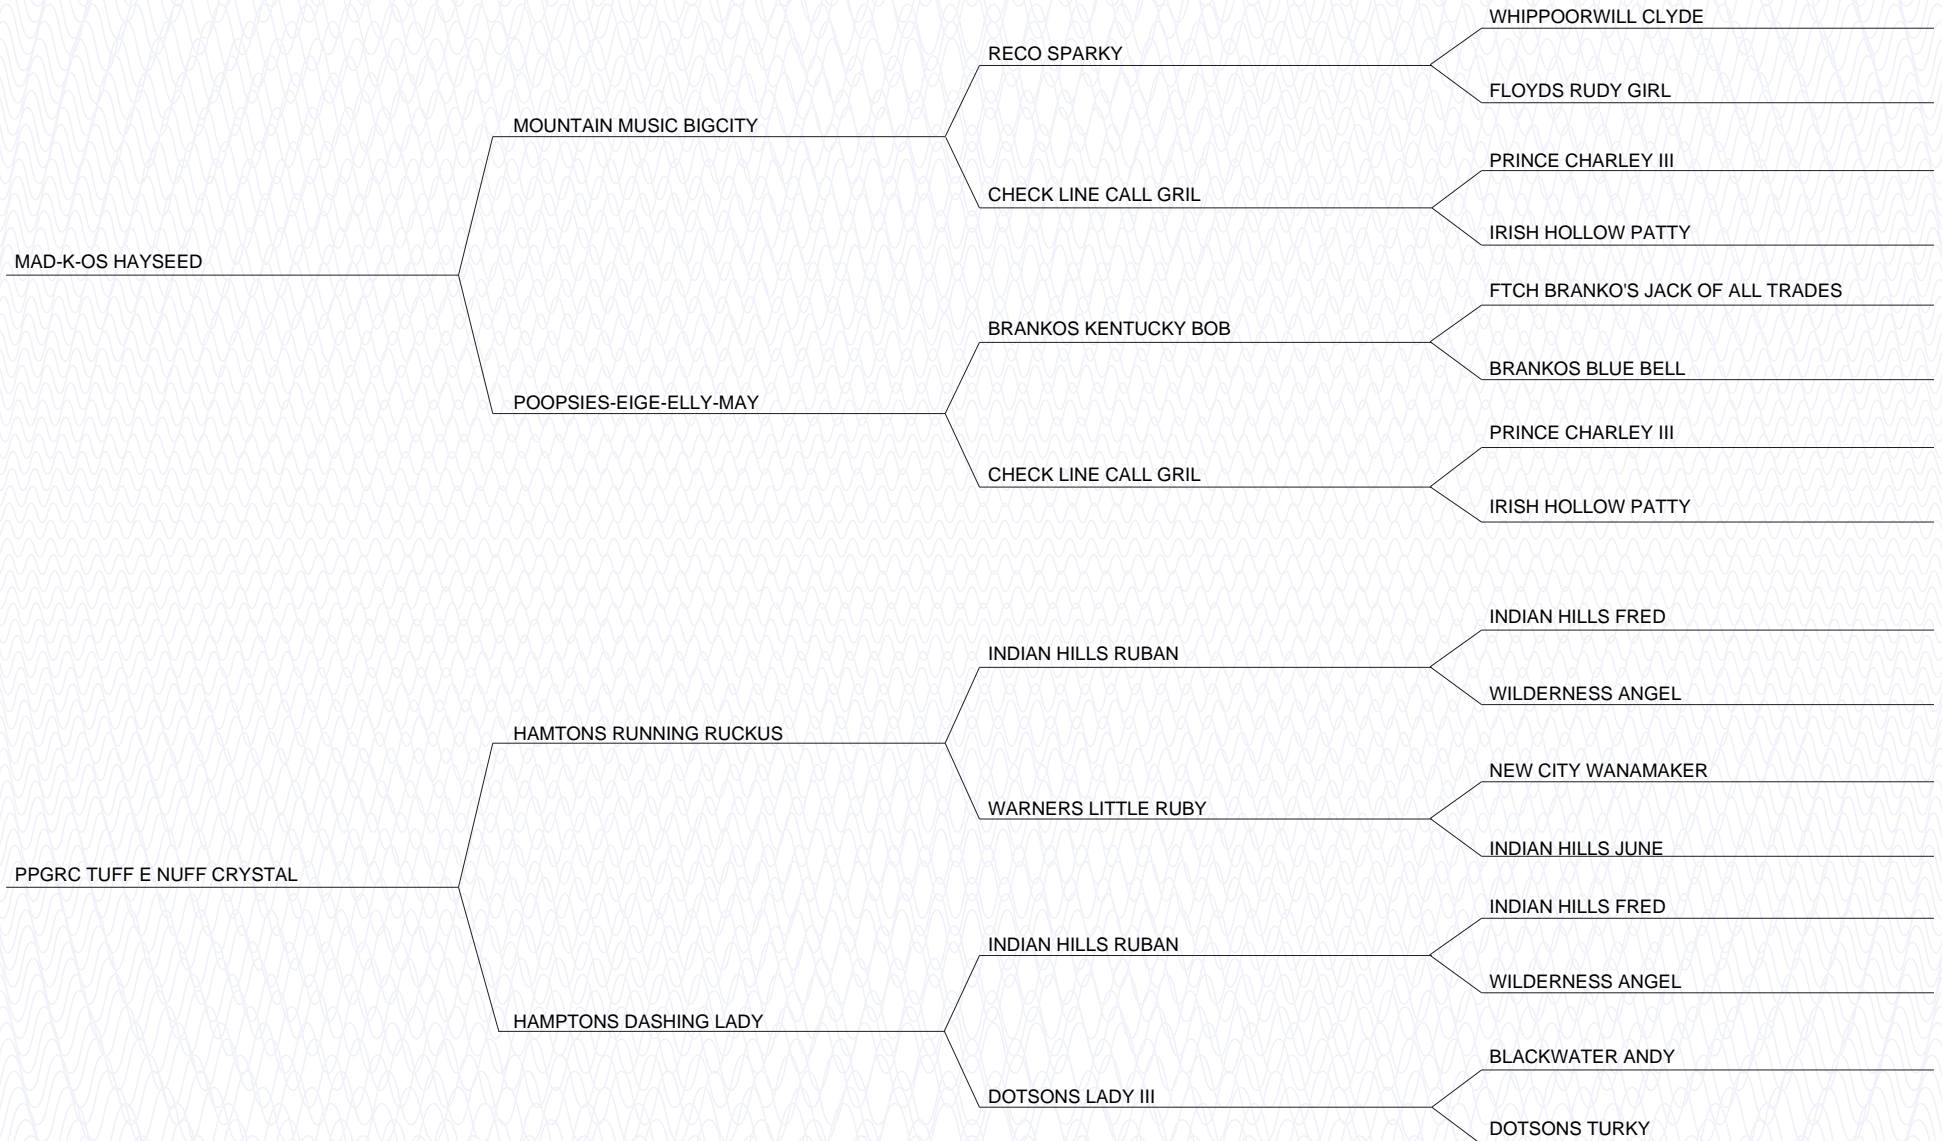 WHIPPOORWILL CLYDE
RECO SPARKY
FLOYDS RUDY GIRL
MOUNTAIN MUSIC BIGCITY
PRINCE CHARLEY III
CHECK LINE CALL GRIL
IRISH HOLLOW PATTY
MAD-K-OS HAYSEED
FTCH BRANKO'S JACK OF ALL TRADES
BRANKOS KENTUCKY BOB
BRANKOS BLUE BELL
POOPSIES-EIGE-ELLY-MAY
PRINCE CHARLEY III
CHECK LINE CALL GRIL
IRISH HOLLOW PATTY
INDIAN HILLS FRED
INDIAN HILLS RUBAN
WILDERNESS ANGEL
HAMTONS RUNNING RUCKUS
NEW CITY WANAMAKER
WARNERS LITTLE RUBY
INDIAN HILLS JUNE
PPGRC TUFF E NUFF CRYSTAL
INDIAN HILLS FRED
INDIAN HILLS RUBAN
WILDERNESS ANGEL
HAMPTONS DASHING LADY
BLACKWATER ANDY
DOTSONS LADY III
DOTSONS TURKY